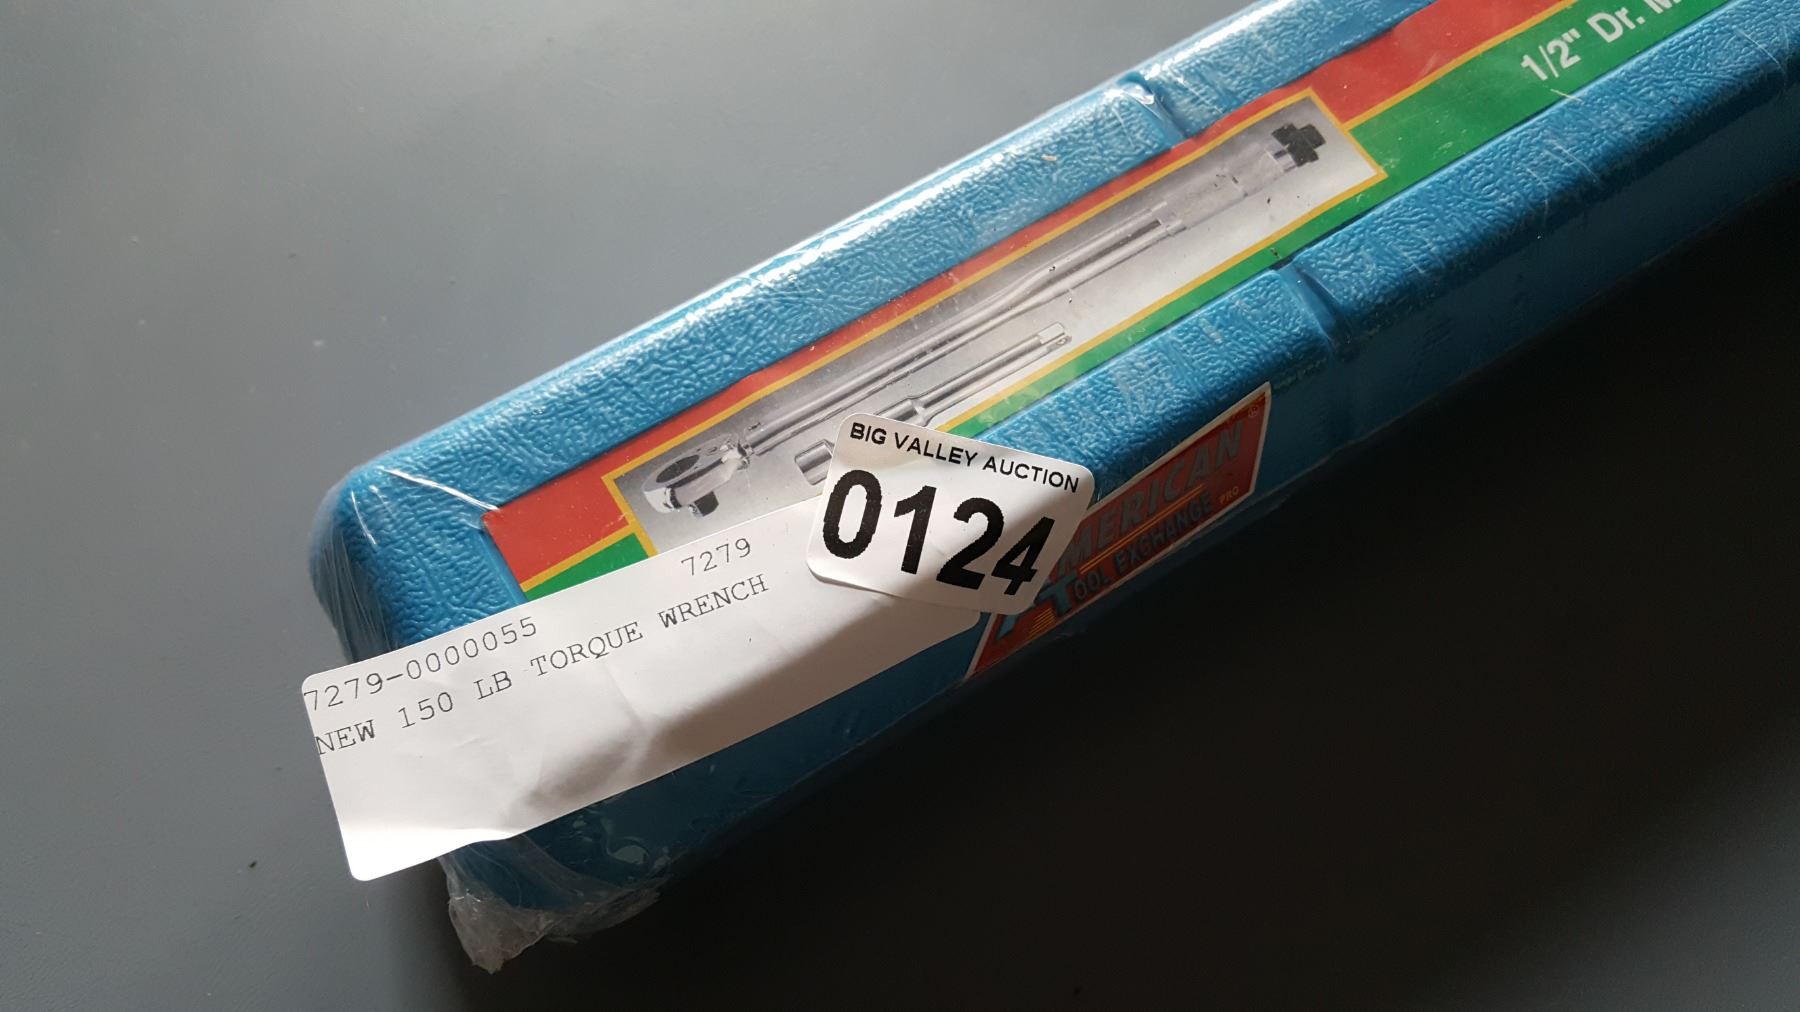 1/2" Dr.
BIG VALLEY AUCTION
0124
AMERICAN
TOOL EXCHANGE PRO
®
7279
7279-0000055
NEW 150 LB TORQUE WRENCH